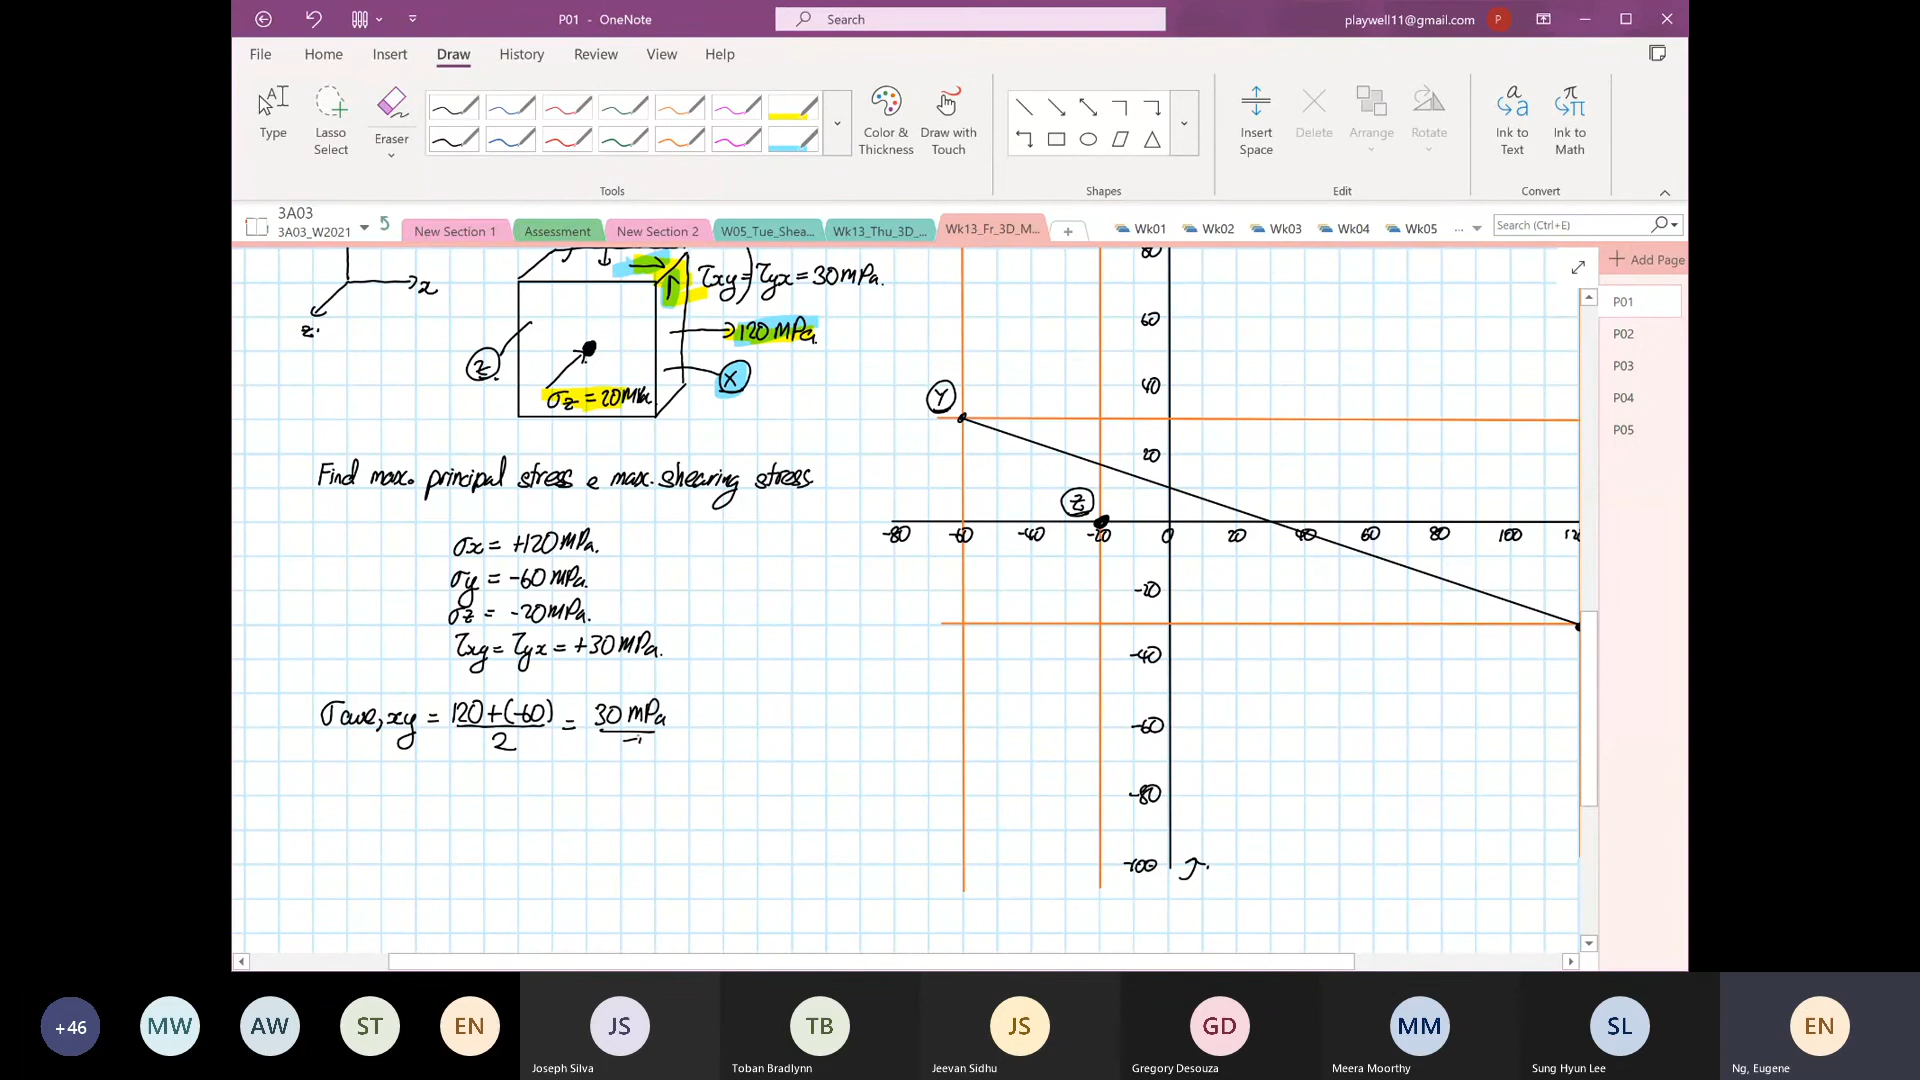 P01 - OneNote
Search
playwell11@gmail.com
P
File Home Insert Draw History Review View Help
Type
Lasso Select
Eraser
Color & Thickness
Draw with Touch
Insert Space
Delete
Arrange
Rotate
Ink to Text
Ink to Math
Tools
Shapes
Edit
Convert
3A03
3A03_W2021
New Section 1
Assessment
New Section 2
W05_Tue_Shea...
Wk13_Thu_3D_...
Wk13_Fr_3D_M...
+
Wk01
Wk02
Wk03
Wk04
Wk05
...
Search (Ctrl+E)
Add Page
P01
P02
P03
P04
P05
x
z
τxy = τyx = 30 MPa.
120 MPa.
Z
X
σz = 20 MPa
Find max. principal stress & max. shearing stress
σx = +120 MPa.
σy = -60 MPa.
σz = -20 MPa.
τxy = τyx = +30 MPa.
σave,xy = 120+(-60) / 2 = 30 MPa
80
60
40
20
Y
Z
-80 -60 -40 -20 0 20 40 60 80 100
-20
-40
-60
-80
-100
+46
MW
AW
ST
EN
JS
Joseph Silva
TB
Toban Bradlynn
JS
Jeevan Sidhu
GD
Gregory Desouza
MM
Meera Moorthy
SL
Sung Hyun Lee
EN
Ng, Eugene